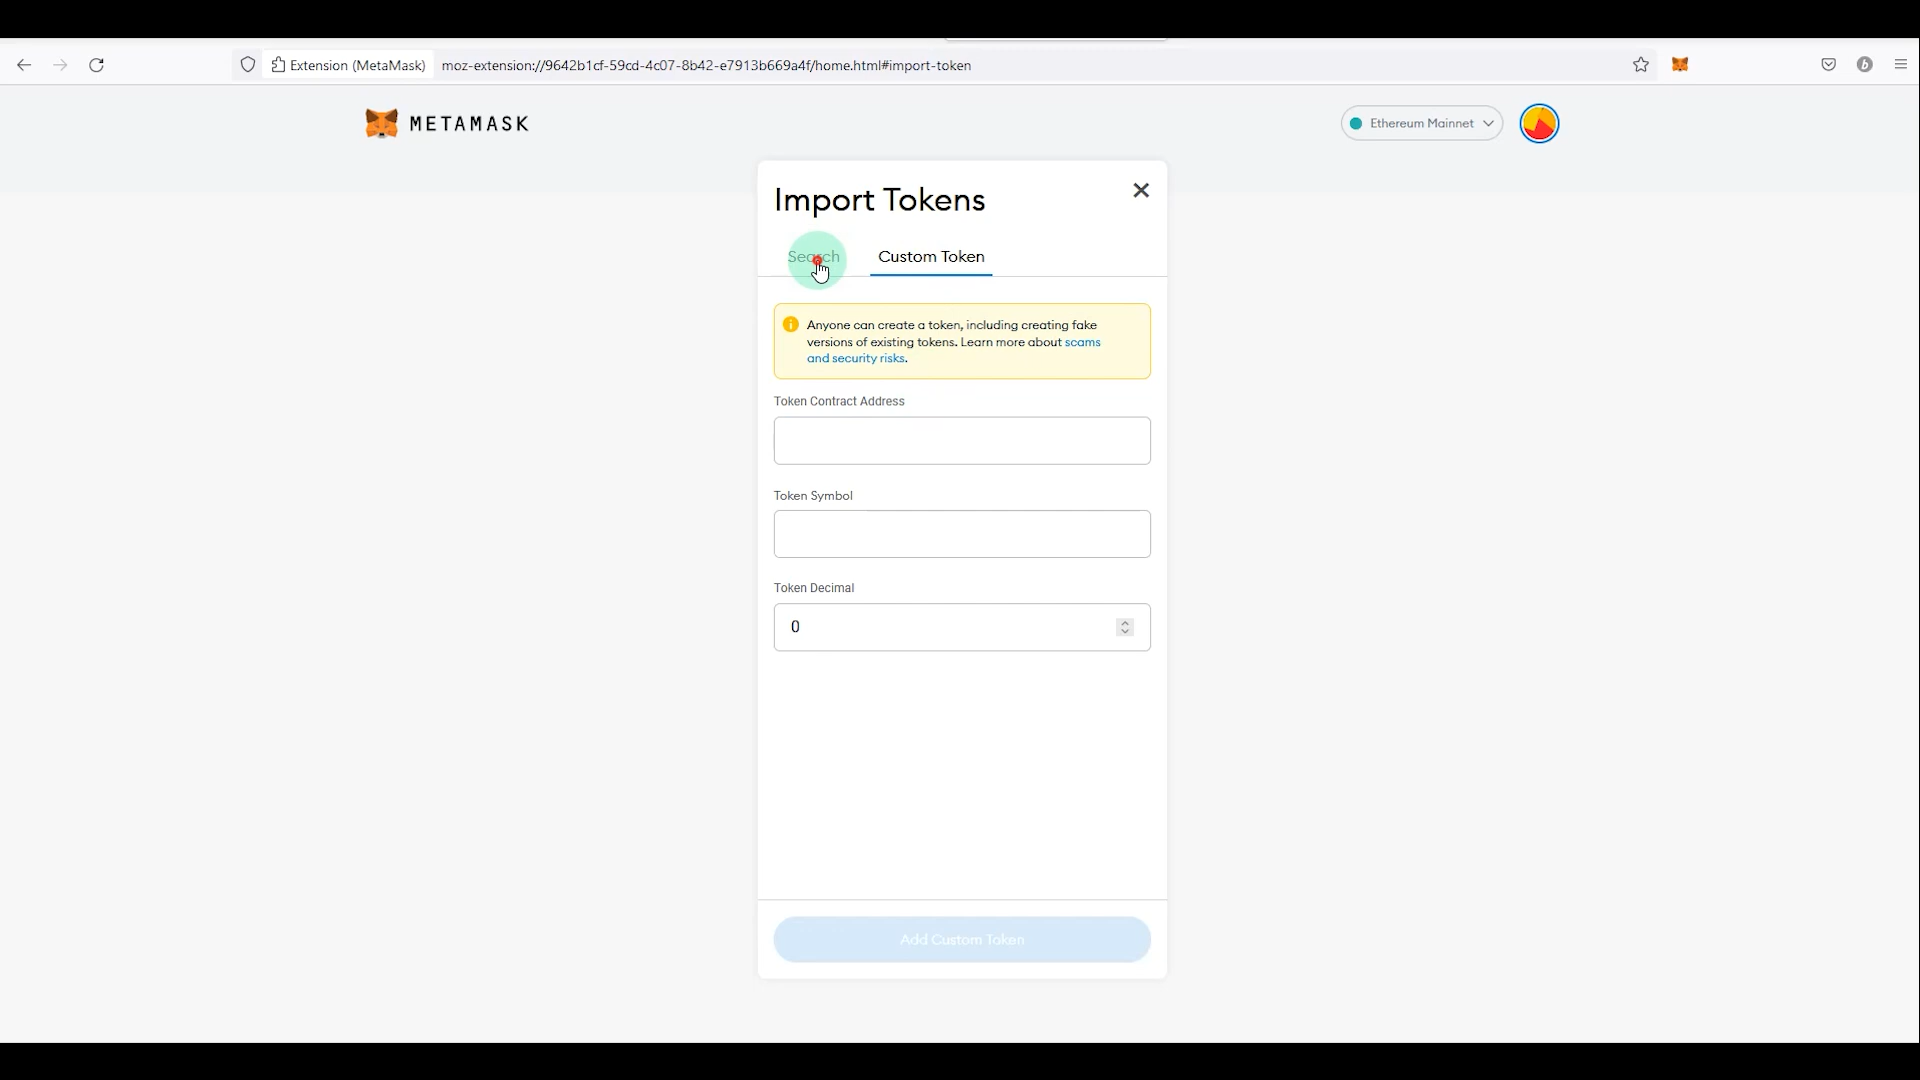 Extension (MetaMask) moz-extension://9642b1cf-59cd-4c07-8b42-e7913b669a4f/home.html#import-token
METAMASK
Ethereum Mainnet
Import Tokens
Search
Custom Token
Anyone can create a token, including creating fake
versions of existing tokens. Learn more about scams
and security risks.
Token Contract Address
Token Symbol
Token Decimal
0
Add Custom Token